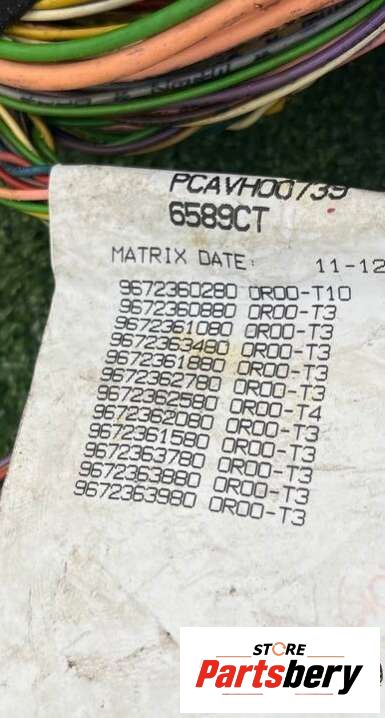 PCAVH00739
6589CT
MATRIX DATE: 11-12
9672360280 0R00-T10
9672360880 0R00-T3
9672361080 0R00-T3
9672363480 0R00-T3
9672361880 0R00-T3
9672362780 0R00-T3
9672362580 0R00-T4
9672362080 0R00-T3
9672361580 0R00-T3
9672363780 0R00-T3
9672363880 0R00-T3
9672363980 0R00-T3
STORE
Partsbery